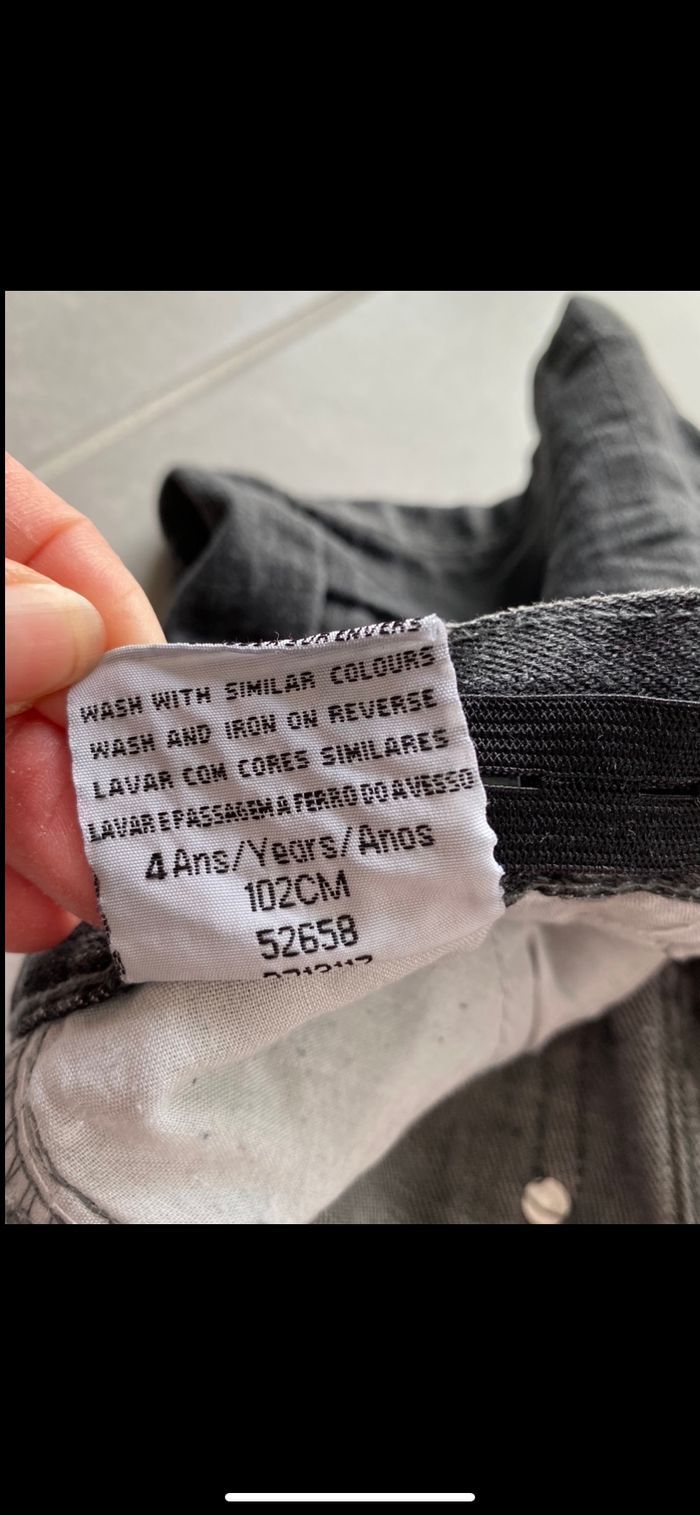 WASH WITH SIMILAR COLOURS
WASH AND IRON ON REVERSE
LAVAR COM CORES SIMILARES
LAVAR E PASSAGEM A FERRO DO AVESSO
4 Ans/Years/Anos
102CM
52658